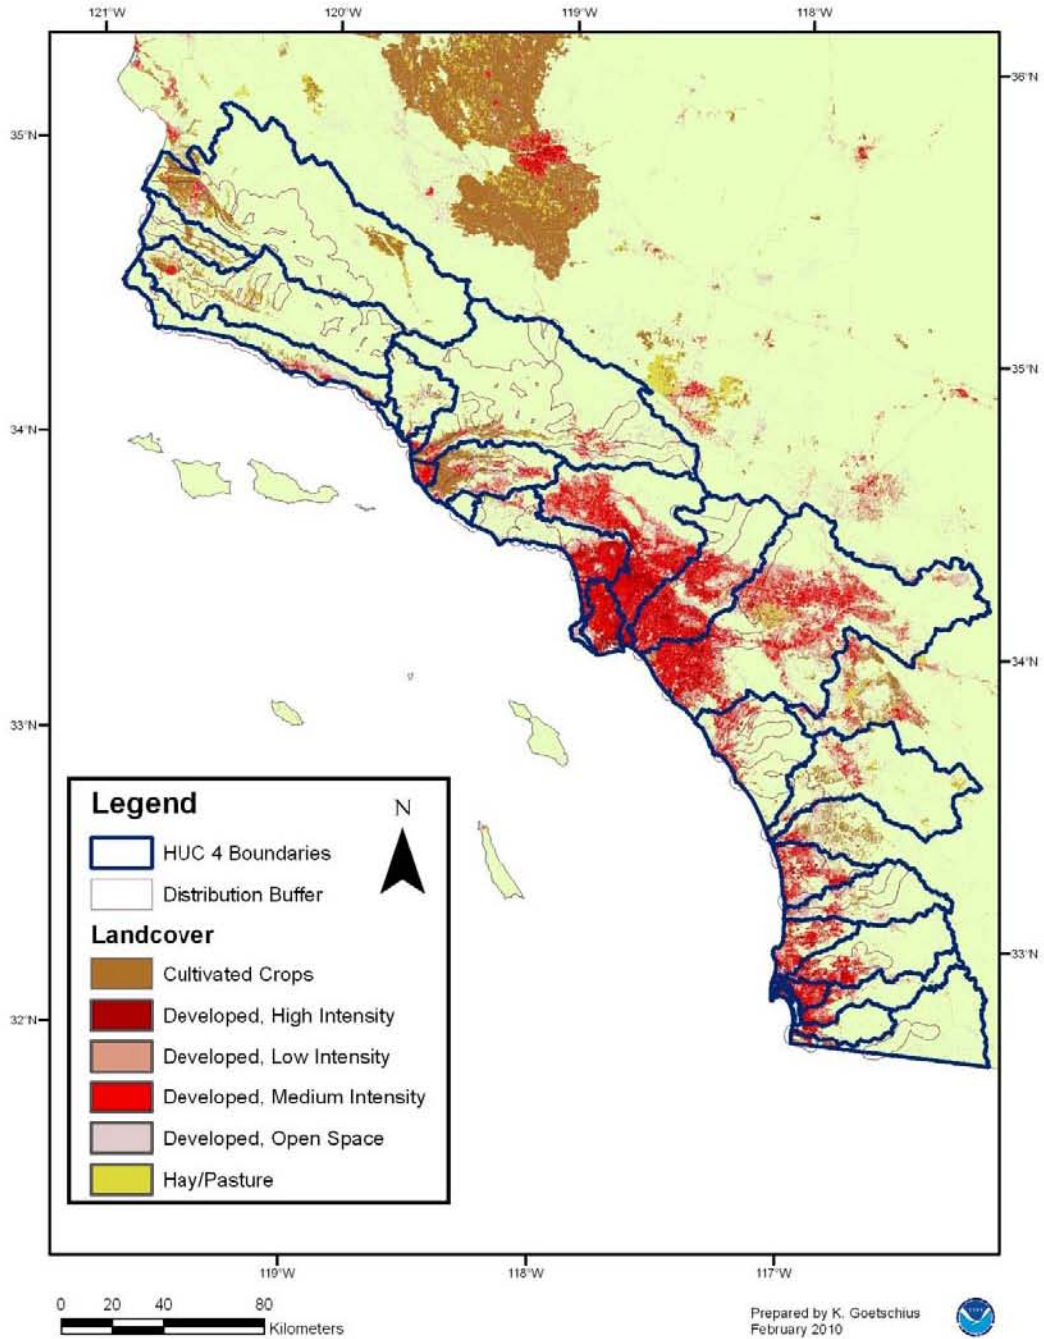 121°W 120°W 119°W 118°W
36°N
35°N
35°N
34°N
34°N
33°N
33°N
32°N
Legend
N
HUC 4 Boundaries
Distribution Buffer
Landcover
Cultivated Crops
Developed, High Intensity
Developed, Low Intensity
Developed, Medium Intensity
Developed, Open Space
Hay/Pasture
119°W 118°W 117°W
0 20 40 80
Kilometers
Prepared by K. Goetschius
February 2010